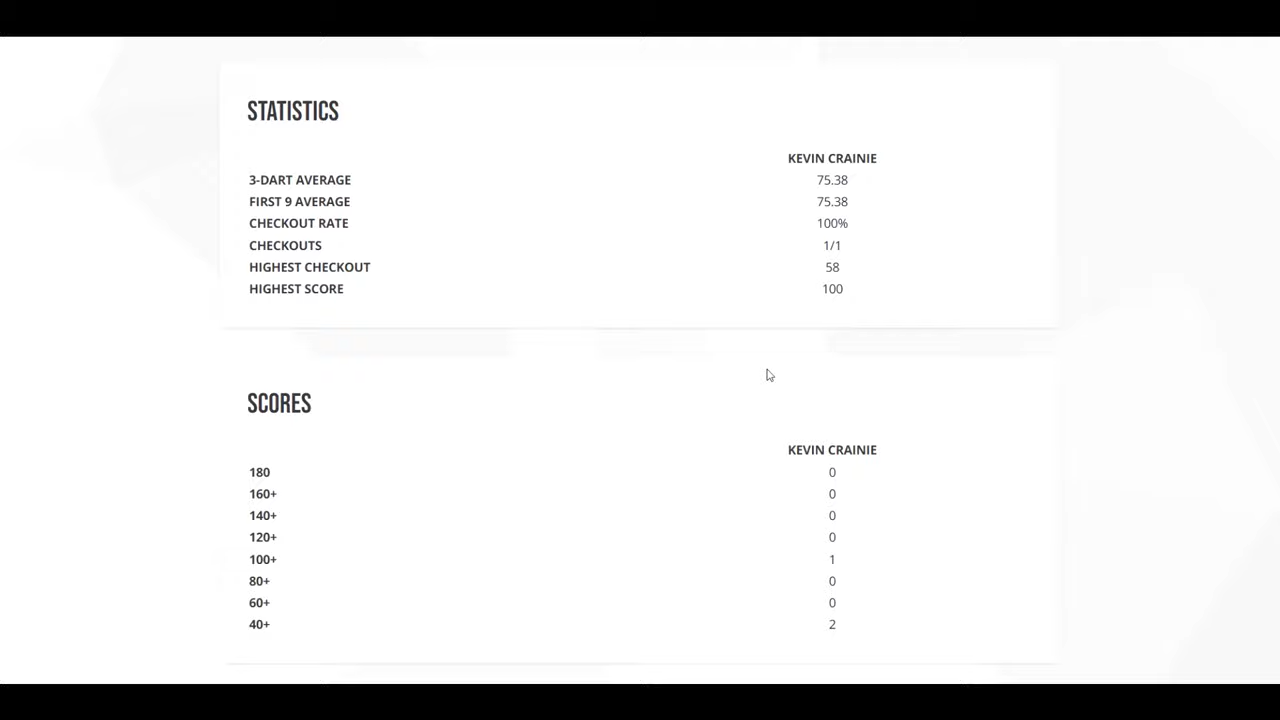 STATISTICS
KEVIN CRAINIE
3-DART AVERAGE 75.38
FIRST 9 AVERAGE 75.38
CHECKOUT RATE 100%
CHECKOUTS 1/1
HIGHEST CHECKOUT 58
HIGHEST SCORE 100
SCORES
KEVIN CRAINIE
180 0
160+ 0
140+ 0
120+ 0
100+ 1
80+ 0
60+ 0
40+ 2